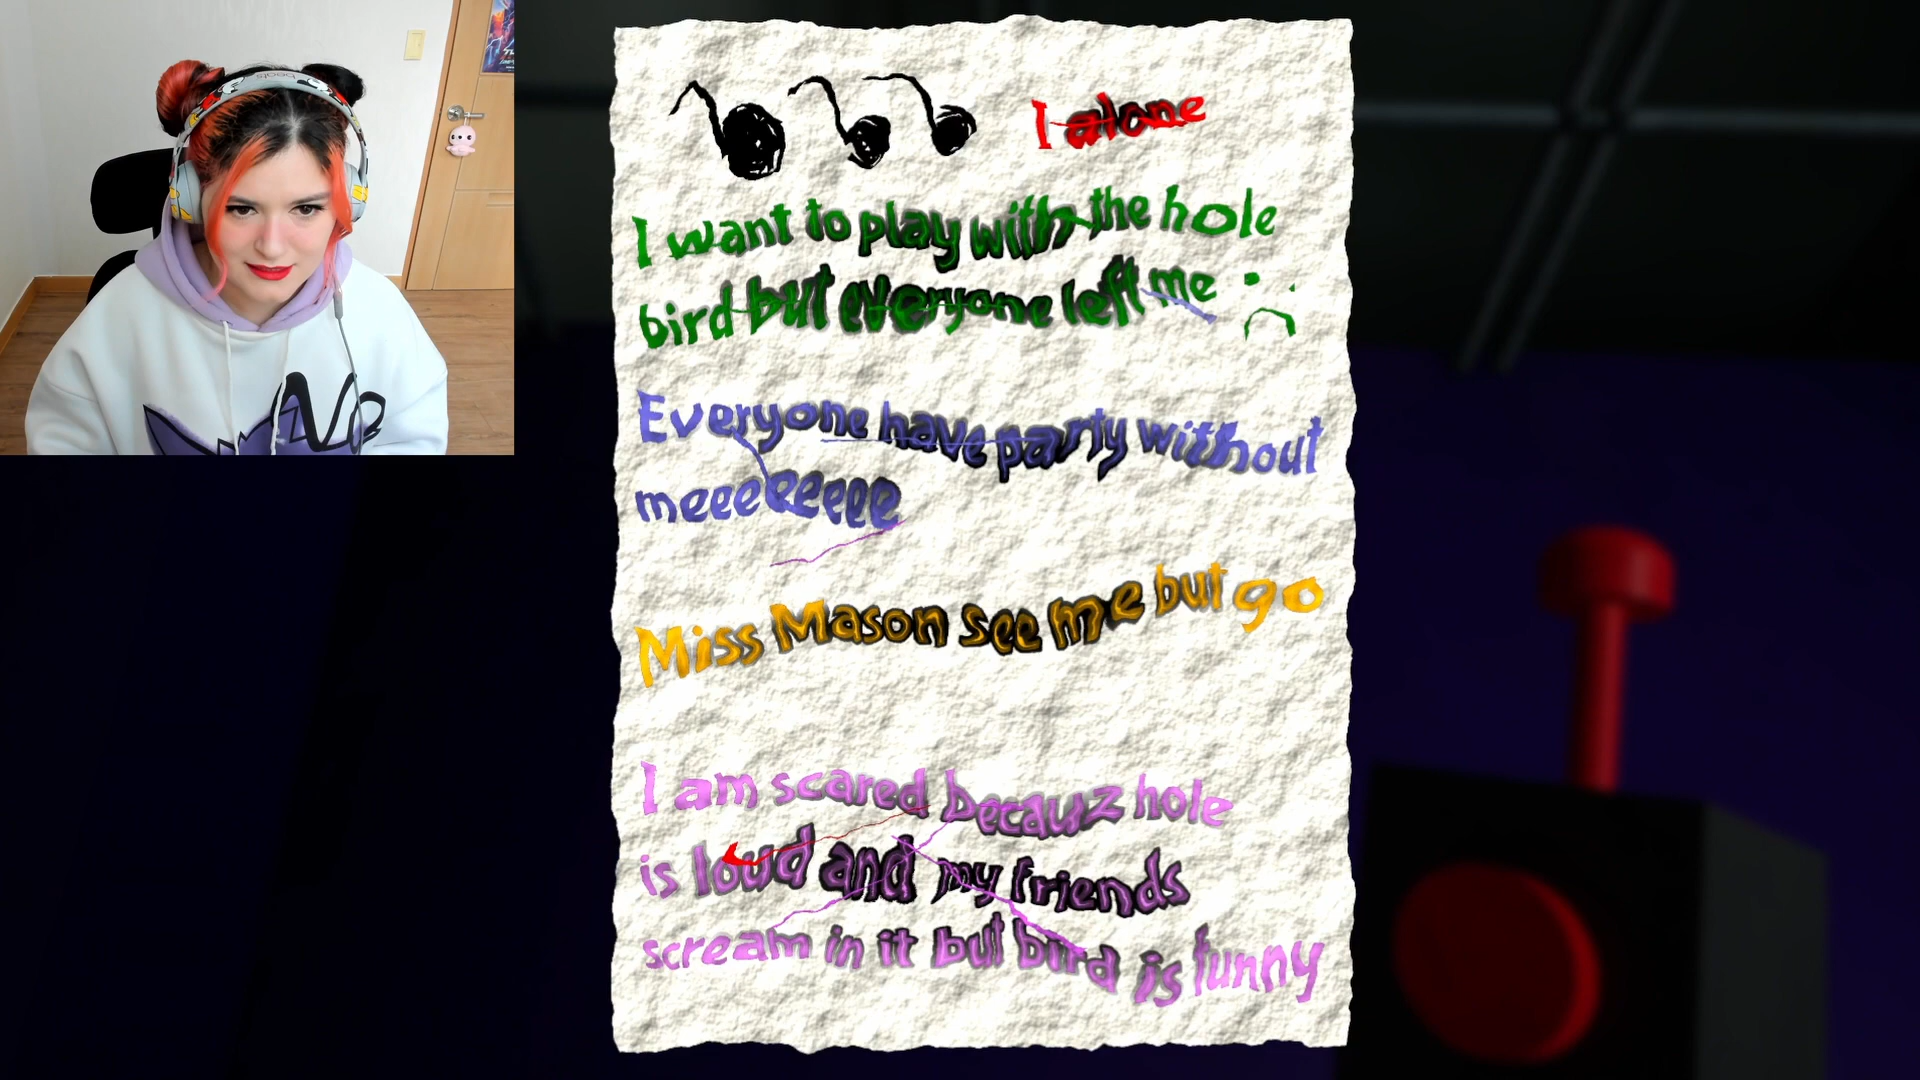 I alone
I want to play with the hole
bird but everyone left me
Everyone have party without
meeeeeeee
Miss Mason see me but go
I am scared becauz hole
is loud and my friends
scream in it but bird is funny
beats